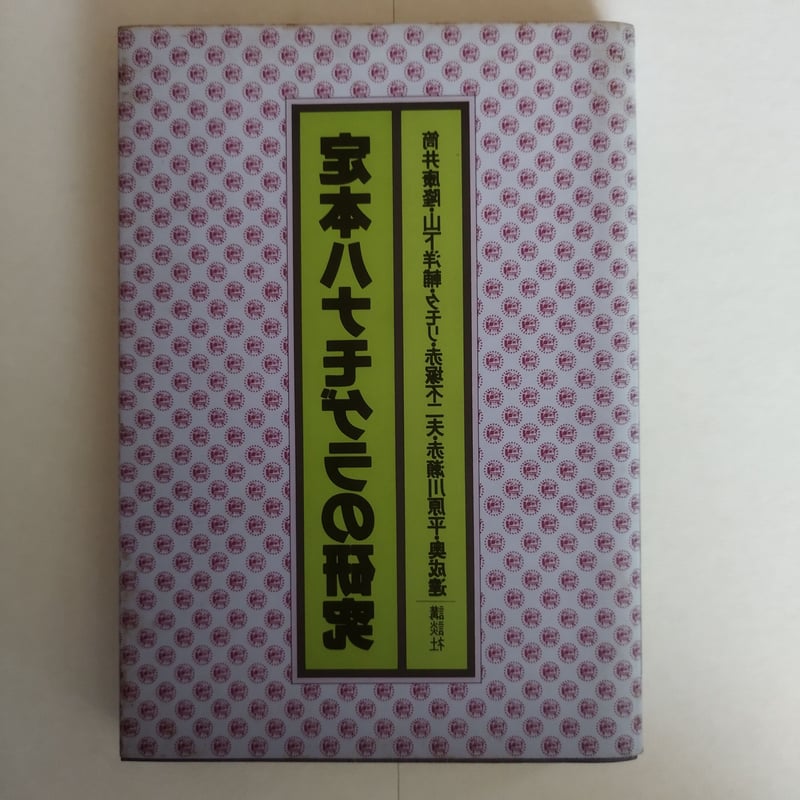 定本ハナモゲラの研究
筒井康隆・山下洋輔・タモリ・赤塚不二夫・赤瀬川原平・奥成達
講談社